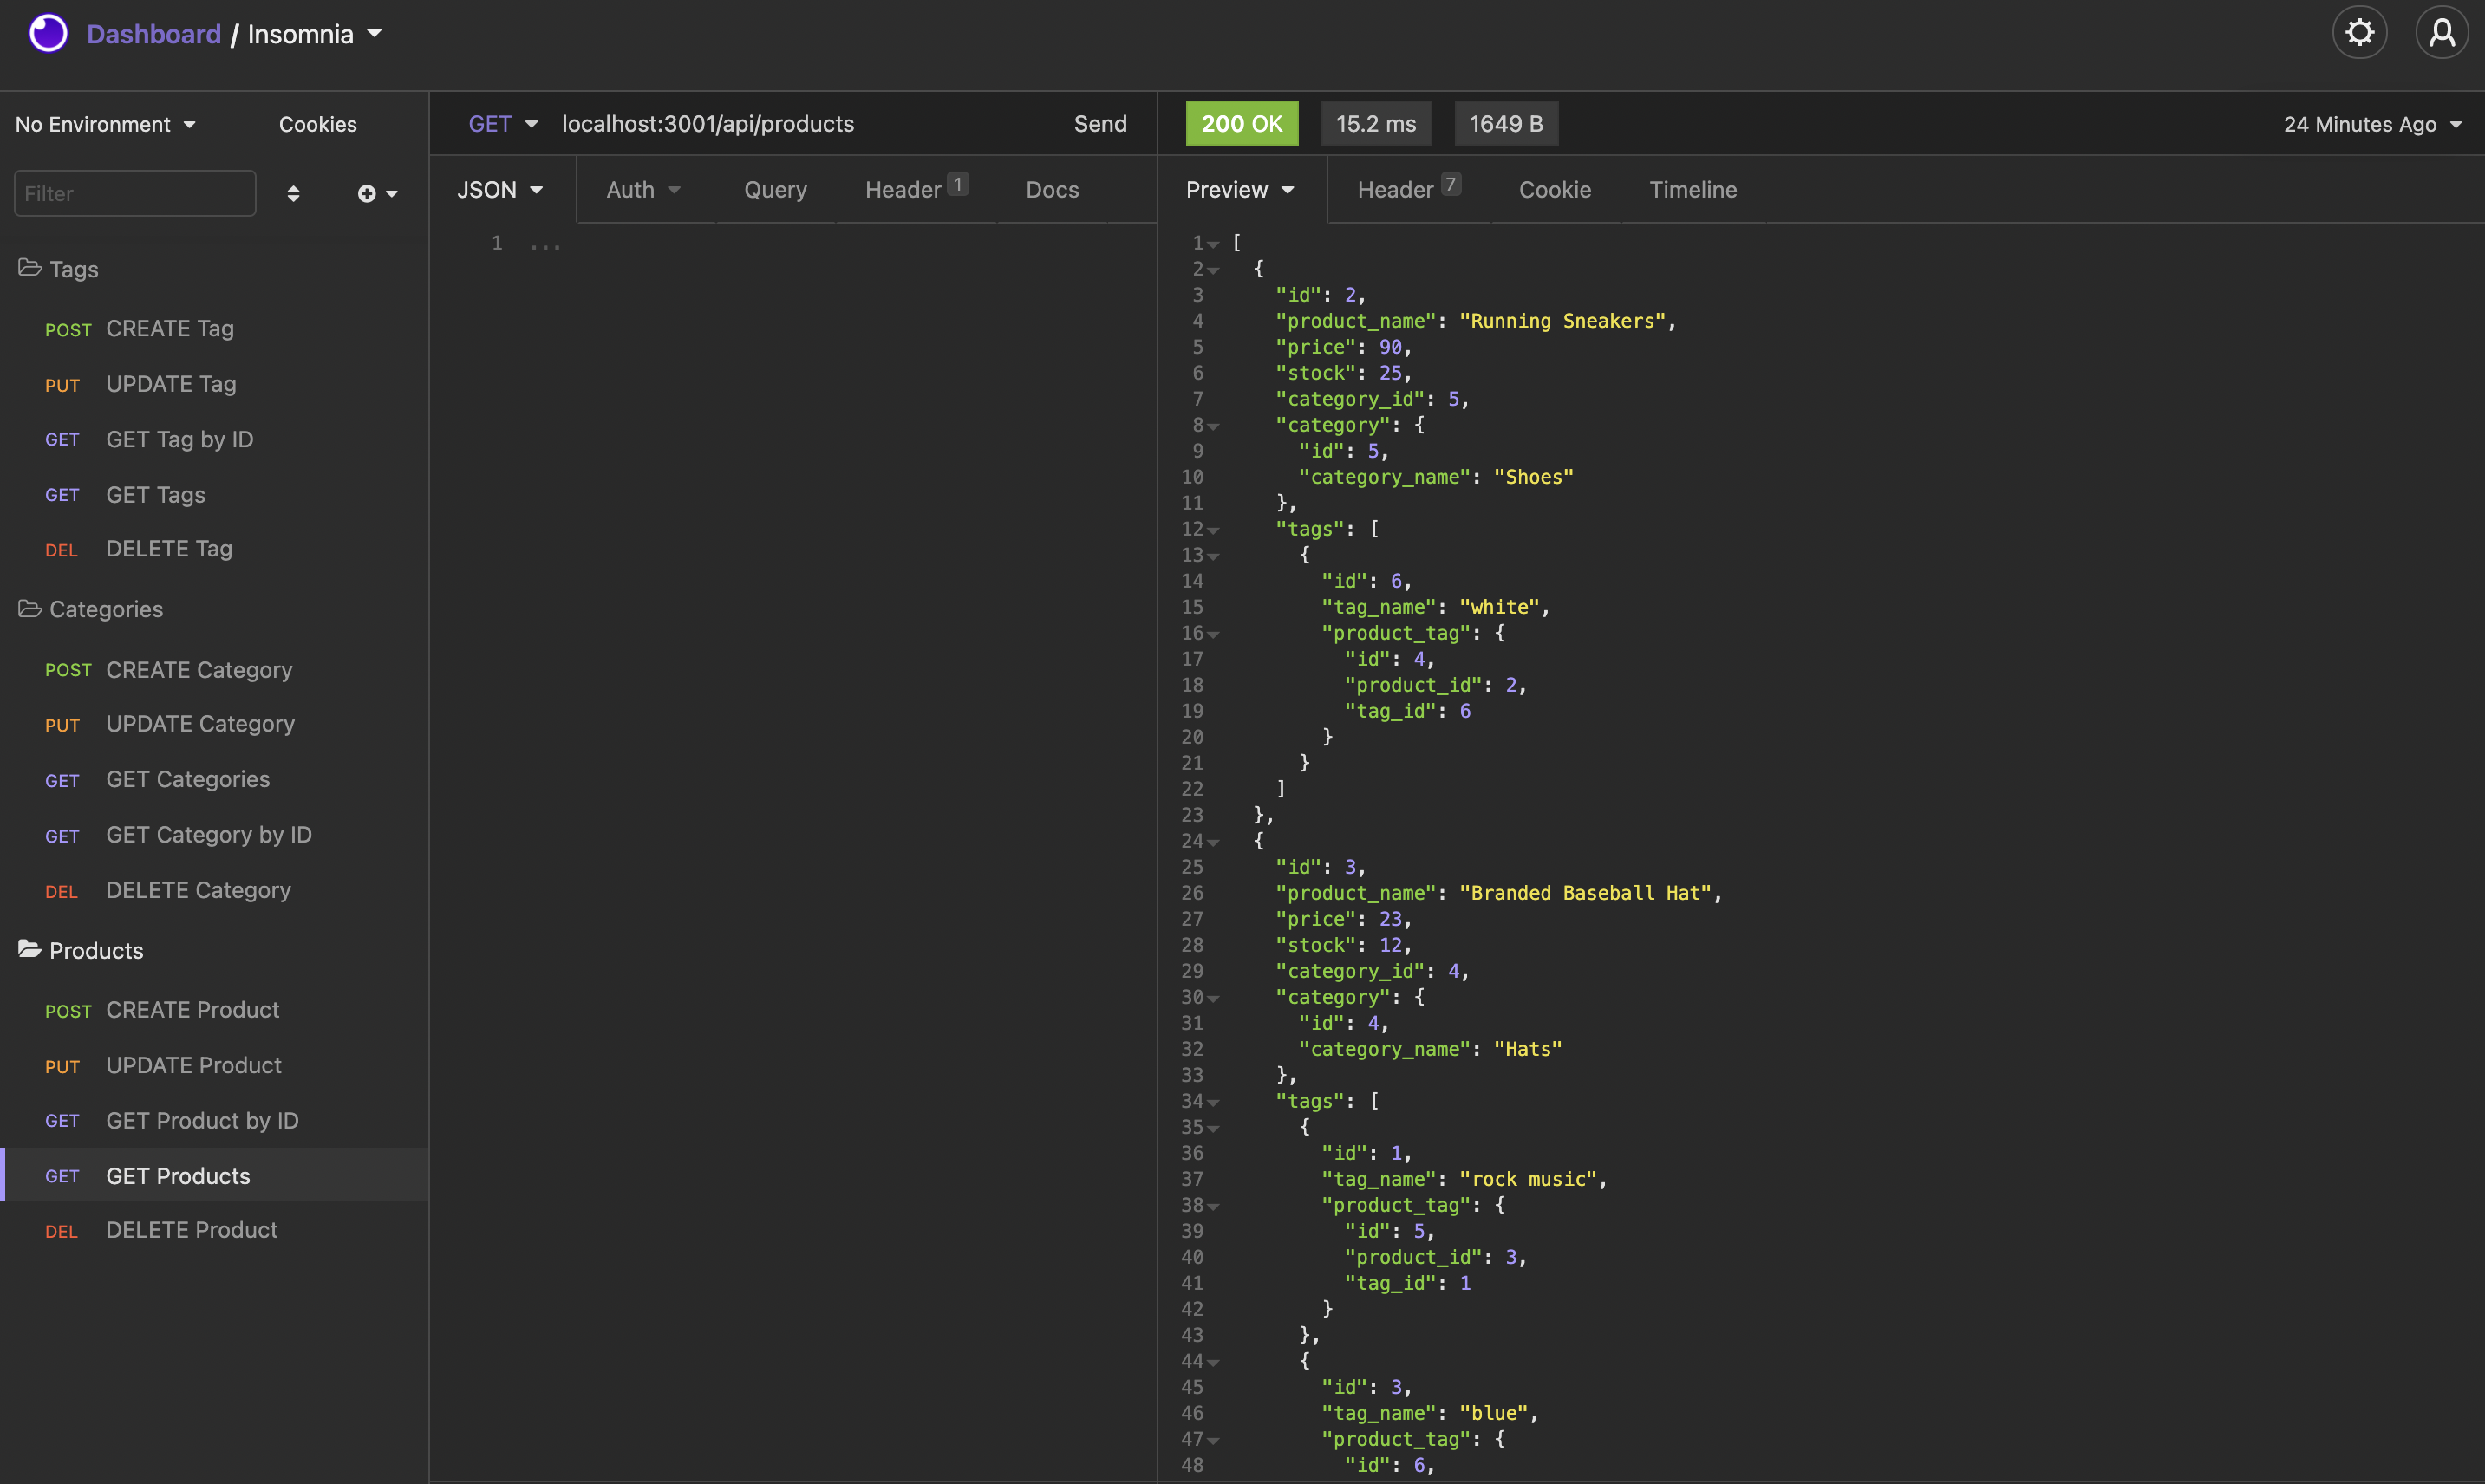 Dashboard / Insomnia
No Environment
Cookies
Filter
Tags
POST CREATE Tag
PUT UPDATE Tag
GET GET Tag by ID
GET GET Tags
DEL DELETE Tag
Categories
POST CREATE Category
PUT UPDATE Category
GET GET Categories
GET GET Category by ID
DEL DELETE Category
Products
POST CREATE Product
PUT UPDATE Product
GET GET Product by ID
GET GET Products
DEL DELETE Product
GET localhost:3001/api/products Send
JSON Auth Query Header 1 Docs
1 ...
200 OK 15.2 ms 1649 B 24 Minutes Ago
Preview Header 7 Cookie Timeline
1 [
2 {
3 "id": 2,
4 "product_name": "Running Sneakers",
5 "price": 90,
6 "stock": 25,
7 "category_id": 5,
8 "category": {
9 "id": 5,
10 "category_name": "Shoes"
11 },
12 "tags": [
13 {
14 "id": 6,
15 "tag_name": "white",
16 "product_tag": {
17 "id": 4,
18 "product_id": 2,
19 "tag_id": 6
20 }
21 }
22 ]
23 },
24 {
25 "id": 3,
26 "product_name": "Branded Baseball Hat",
27 "price": 23,
28 "stock": 12,
29 "category_id": 4,
30 "category": {
31 "id": 4,
32 "category_name": "Hats"
33 },
34 "tags": [
35 {
36 "id": 1,
37 "tag_name": "rock music",
38 "product_tag": {
39 "id": 5,
40 "product_id": 3,
41 "tag_id": 1
42 }
43 },
44 {
45 "id": 3,
46 "tag_name": "blue",
47 "product_tag": {
48 "id": 6,